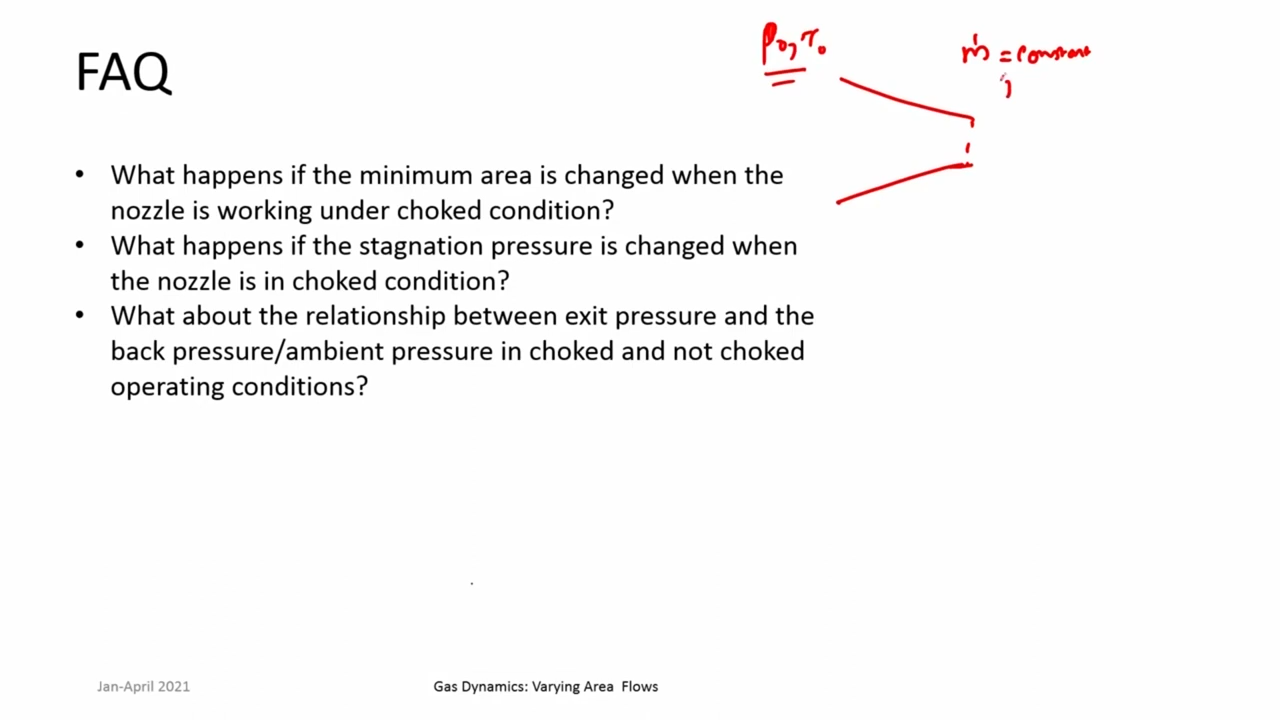 P₀, T₀
ṁ = constant
FAQ
• What happens if the minimum area is changed when the
nozzle is working under choked condition?
• What happens if the stagnation pressure is changed when
the nozzle is in choked condition?
• What about the relationship between exit pressure and the
back pressure/ambient pressure in choked and not choked
operating conditions?
Jan-April 2021
Gas Dynamics: Varying Area Flows